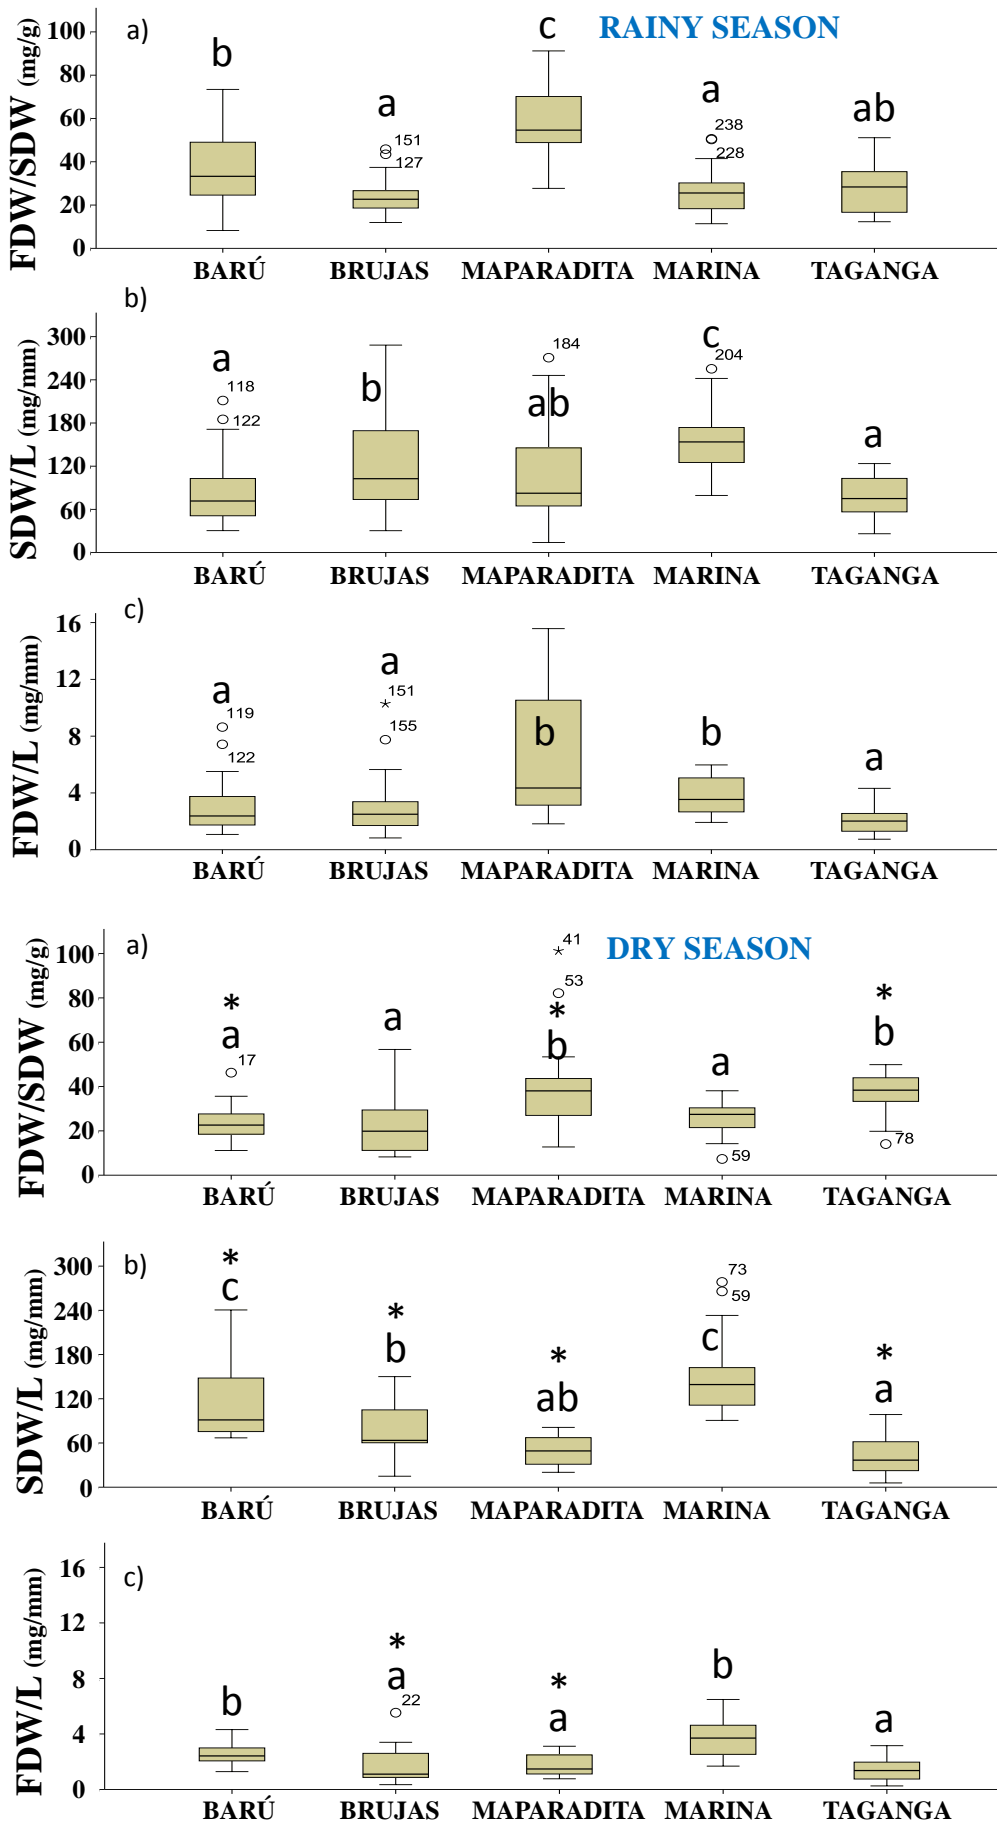 a)
RAINY SEASON
FDW/SDW (mg/g)
100
80
60
40
20
0
b
a
c
a
ab
151
127
238
228
BARÚ BRUJAS MAPARADITA MARINA TAGANGA
b)
SDW/L (mg/mm)
300
240
180
120
60
0
a
b
ab
c
a
118
122
184
204
BARÚ BRUJAS MAPARADITA MARINA TAGANGA
c)
FDW/L (mg/mm)
16
12
8
4
0
a
a
b
b
a
119
122
151
155
BARÚ BRUJAS MAPARADITA MARINA TAGANGA
a)
DRY SEASON
FDW/SDW (mg/g)
100
80
60
40
20
0
* * *
a
a
b
a
b
17
41
53
59
78
BARÚ BRUJAS MAPARADITA MARINA TAGANGA
b)
SDW/L (mg/mm)
300
240
180
120
60
0
* * * *
c
b
ab
c
a
73
59
BARÚ BRUJAS MAPARADITA MARINA TAGANGA
c)
FDW/L (mg/mm)
16
12
8
4
0
* *
b
a
a
b
a
22
BARÚ BRUJAS MAPARADITA MARINA TAGANGA